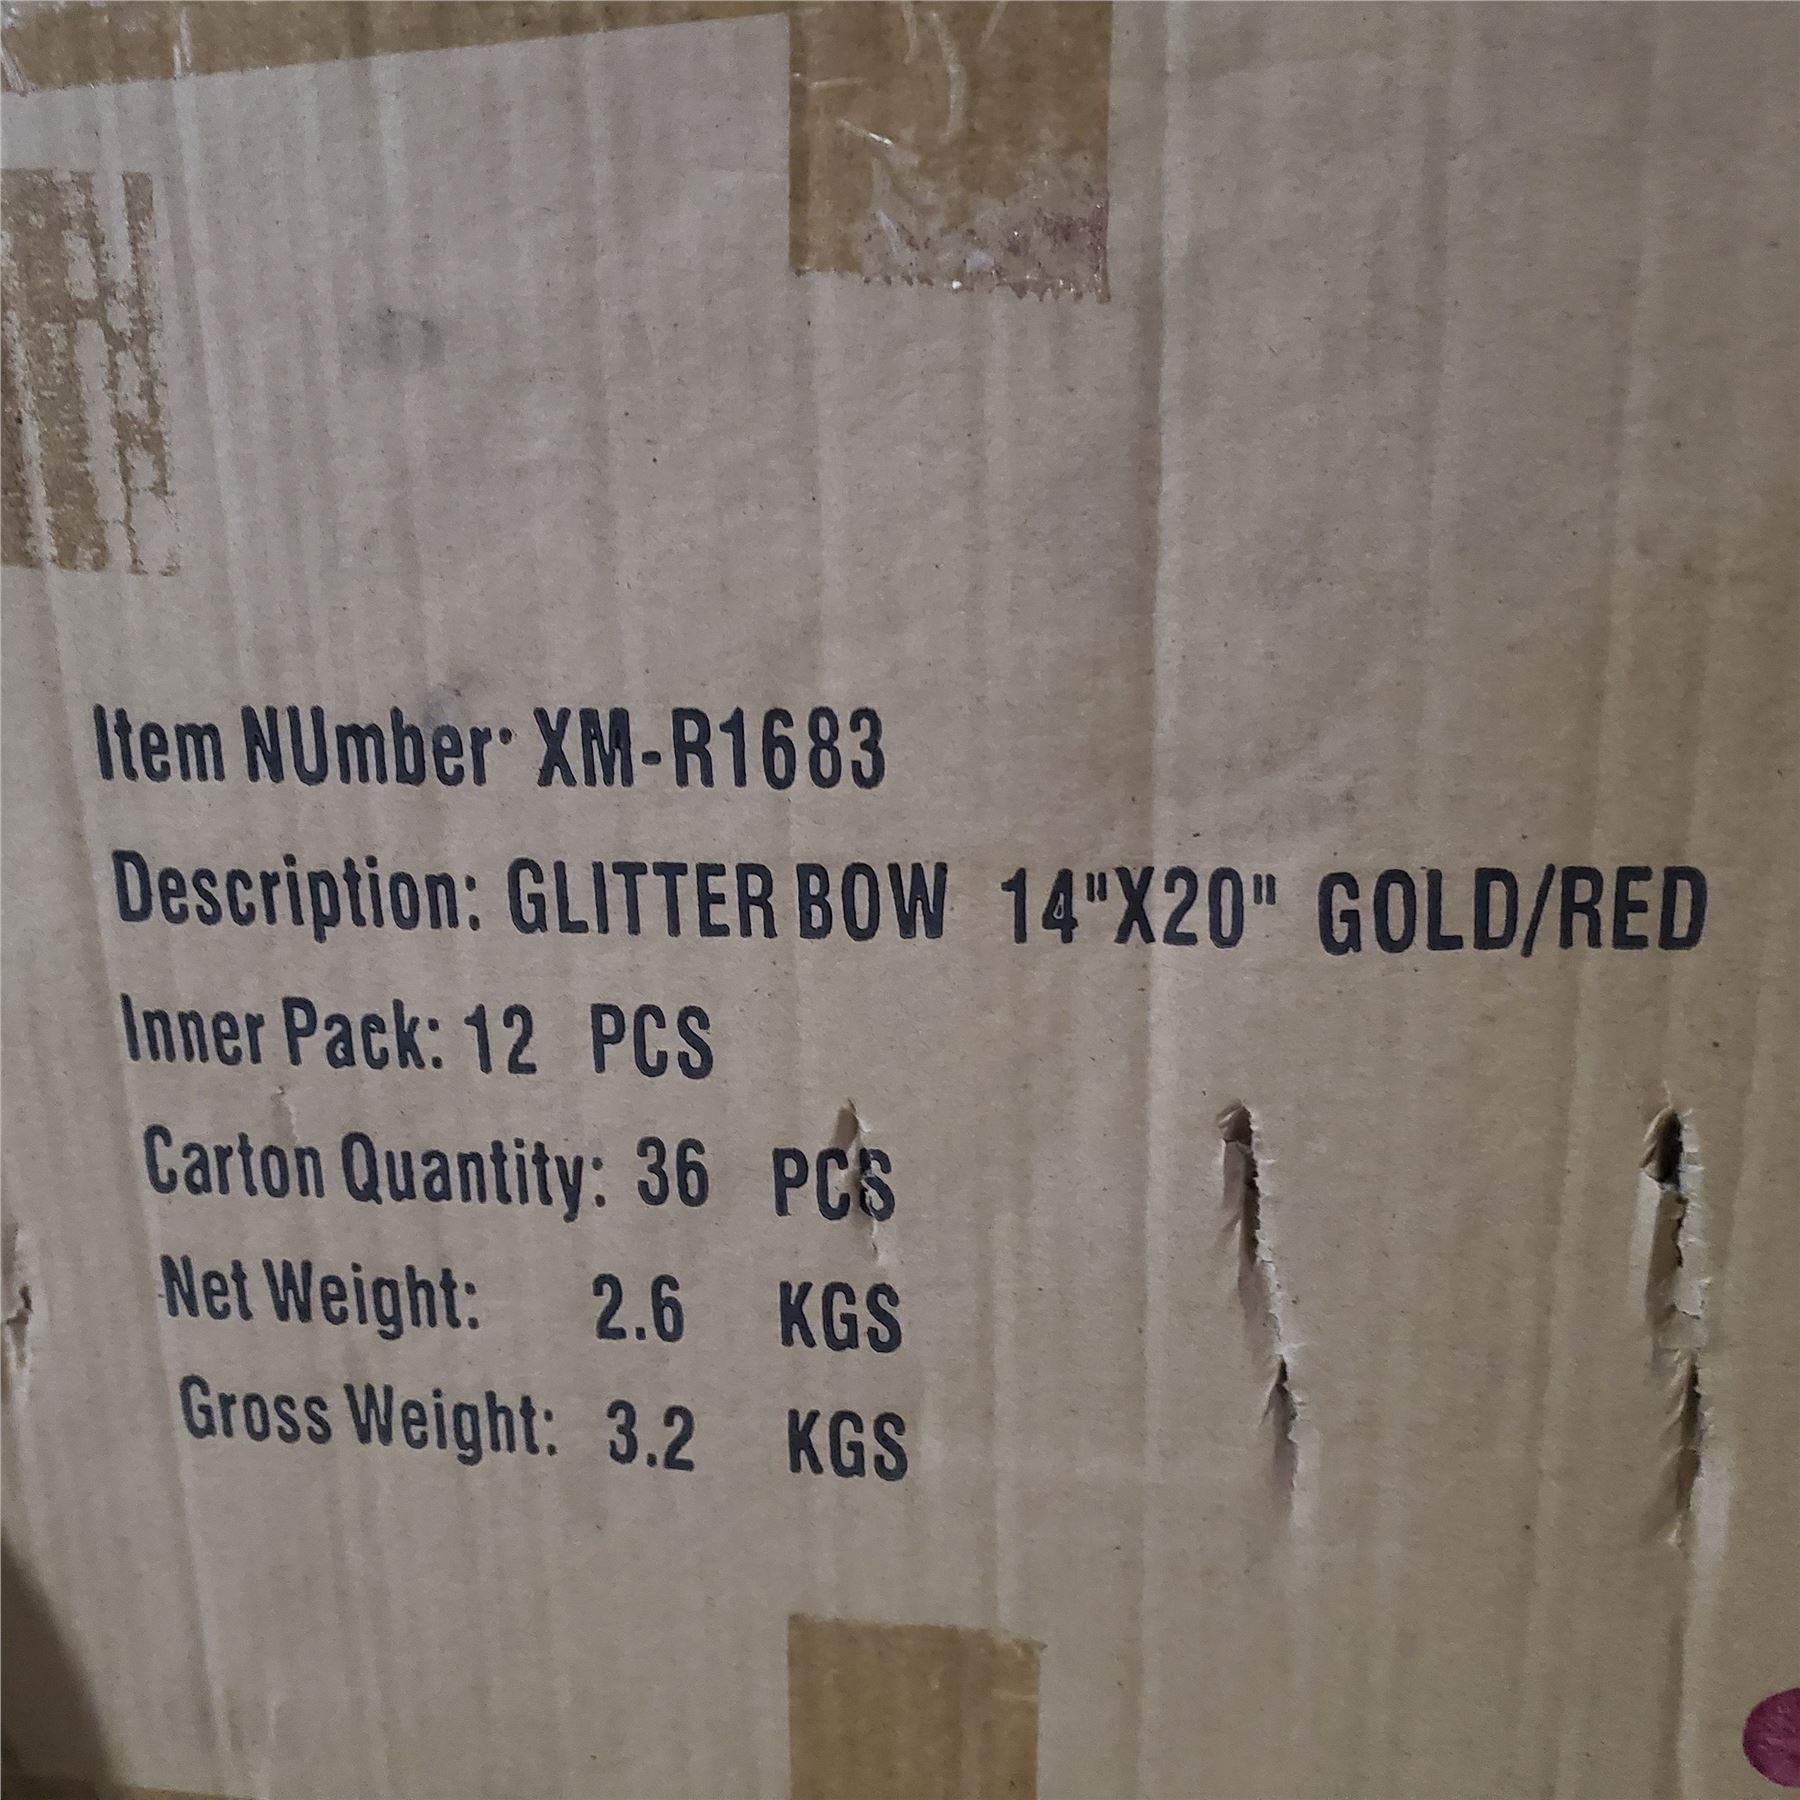 Item NUmber: XM-R1683
Description: GLITTER BOW 14"X20" GOLD/RED
Inner Pack: 12 PCS
Carton Quantity: 36 PCS
Net Weight: 2.6 KGS
Gross Weight: 3.2 KGS